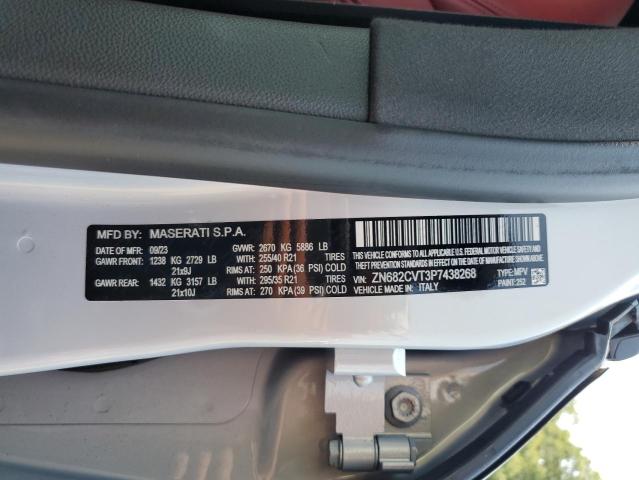 MFD BY: MASERATI S.P.A.
DATE OF MFR: 09/23 GVWR: 2670 KG 5886 LB
GAWR FRONT: 1238 KG 2729 LB WITH: 255/40 R21 TIRES
21x9J RIMS AT: 250 KPA (36 PSI) COLD
GAWR REAR: 1432 KG 3157 LB WITH: 295/35 R21 TIRES
21x10J RIMS AT: 270 KPA (39 PSI) COLD
THIS VEHICLE CONFORMS TO ALL APPLICABLE U.S. FEDERAL MOTOR VEHICLE
SAFETY, BUMPER, AND THEFT PREVENTION STANDARDS IN EFFECT ON THE DATE OF MANUFACTURE SHOWN ABOVE.
VIN: ZN682CVT3P7438268 TYPE: MPV
VEHICLE MADE IN: ITALY PAINT: 252